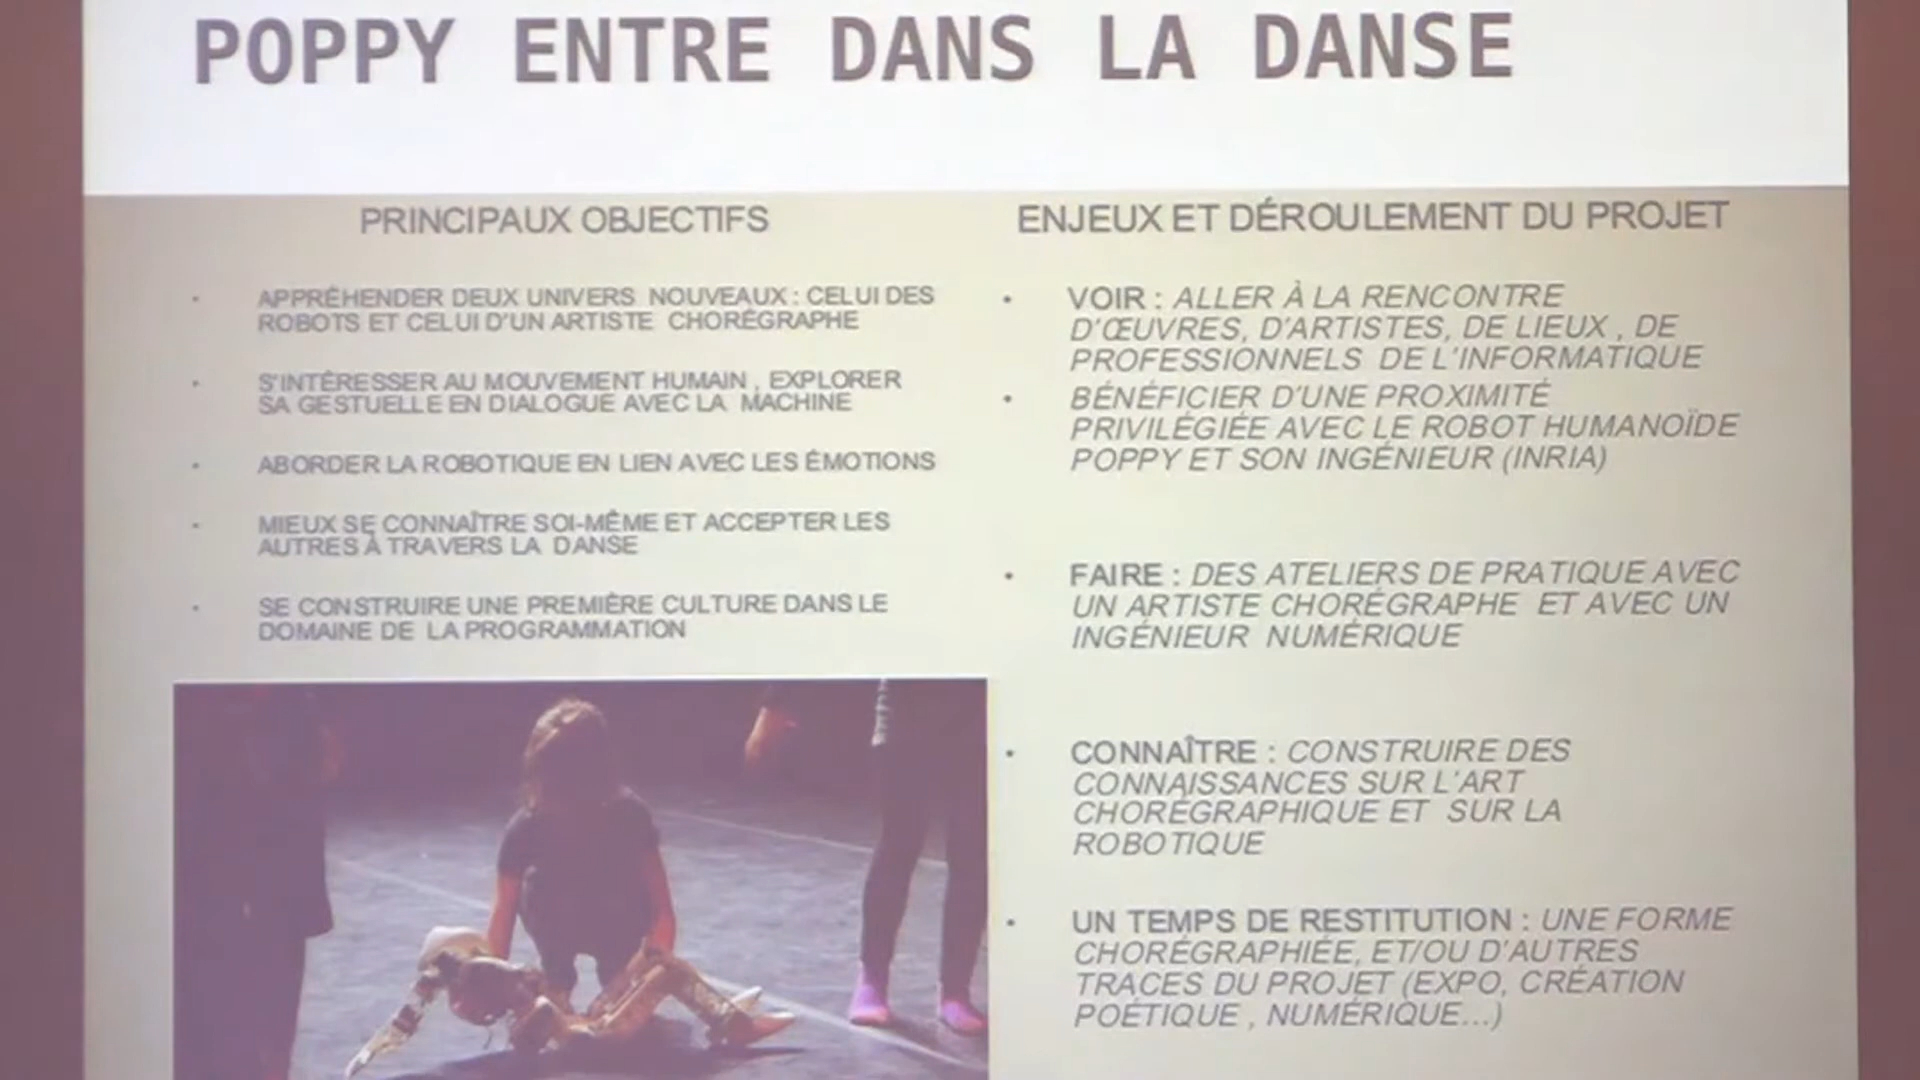 POPPY ENTRE DANS LA DANSE
PRINCIPAUX OBJECTIFS
APPRÉHENDER DEUX UNIVERS NOUVEAUX : CELUI DES
ROBOTS ET CELUI D'UN ARTISTE CHORÉGRAPHE
S'INTÉRESSER AU MOUVEMENT HUMAIN , EXPLORER
SA GESTUELLE EN DIALOGUE AVEC LA MACHINE
ABORDER LA ROBOTIQUE EN LIEN AVEC LES ÉMOTIONS
MIEUX SE CONNAÎTRE SOI-MÊME ET ACCEPTER LES
AUTRES À TRAVERS LA DANSE
SE CONSTRUIRE UNE PREMIÈRE CULTURE DANS LE
DOMAINE DE LA PROGRAMMATION
ENJEUX ET DÉROULEMENT DU PROJET
VOIR : ALLER À LA RENCONTRE
D'ŒUVRES, D'ARTISTES, DE LIEUX , DE
PROFESSIONNELS DE L'INFORMATIQUE
BÉNÉFICIER D'UNE PROXIMITÉ
PRIVILÉGIÉE AVEC LE ROBOT HUMANOÏDE
POPPY ET SON INGÉNIEUR (INRIA)
FAIRE : DES ATELIERS DE PRATIQUE AVEC
UN ARTISTE CHORÉGRAPHE ET AVEC UN
INGÉNIEUR NUMÉRIQUE
CONNAÎTRE : CONSTRUIRE DES
CONNAISSANCES SUR L'ART
CHORÉGRAPHIQUE ET SUR LA
ROBOTIQUE
UN TEMPS DE RESTITUTION : UNE FORME
CHORÉGRAPHIÉE, ET/OU D'AUTRES
TRACES DU PROJET (EXPO, CRÉATION
POÉTIQUE , NUMÉRIQUE...)